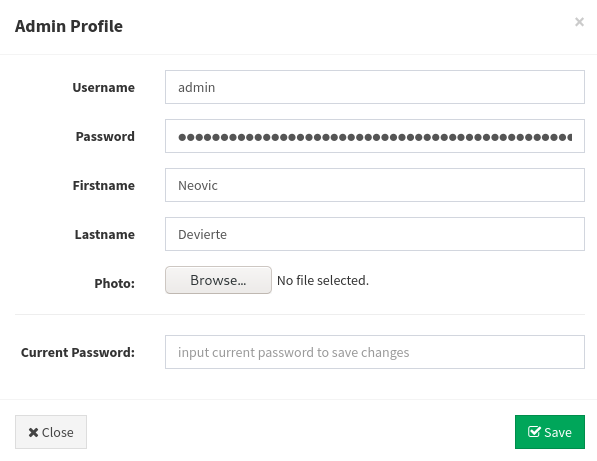 Admin Profile ×
Username admin
Password ●●●●●●●●●●●●●●●●●●●●●●●●●●●●●●●●●●●●●●●●●●●●●●●
Firstname Neovic
Lastname Devierte
Photo: Browse... No file selected.
Current Password: input current password to save changes
✖ Close Save